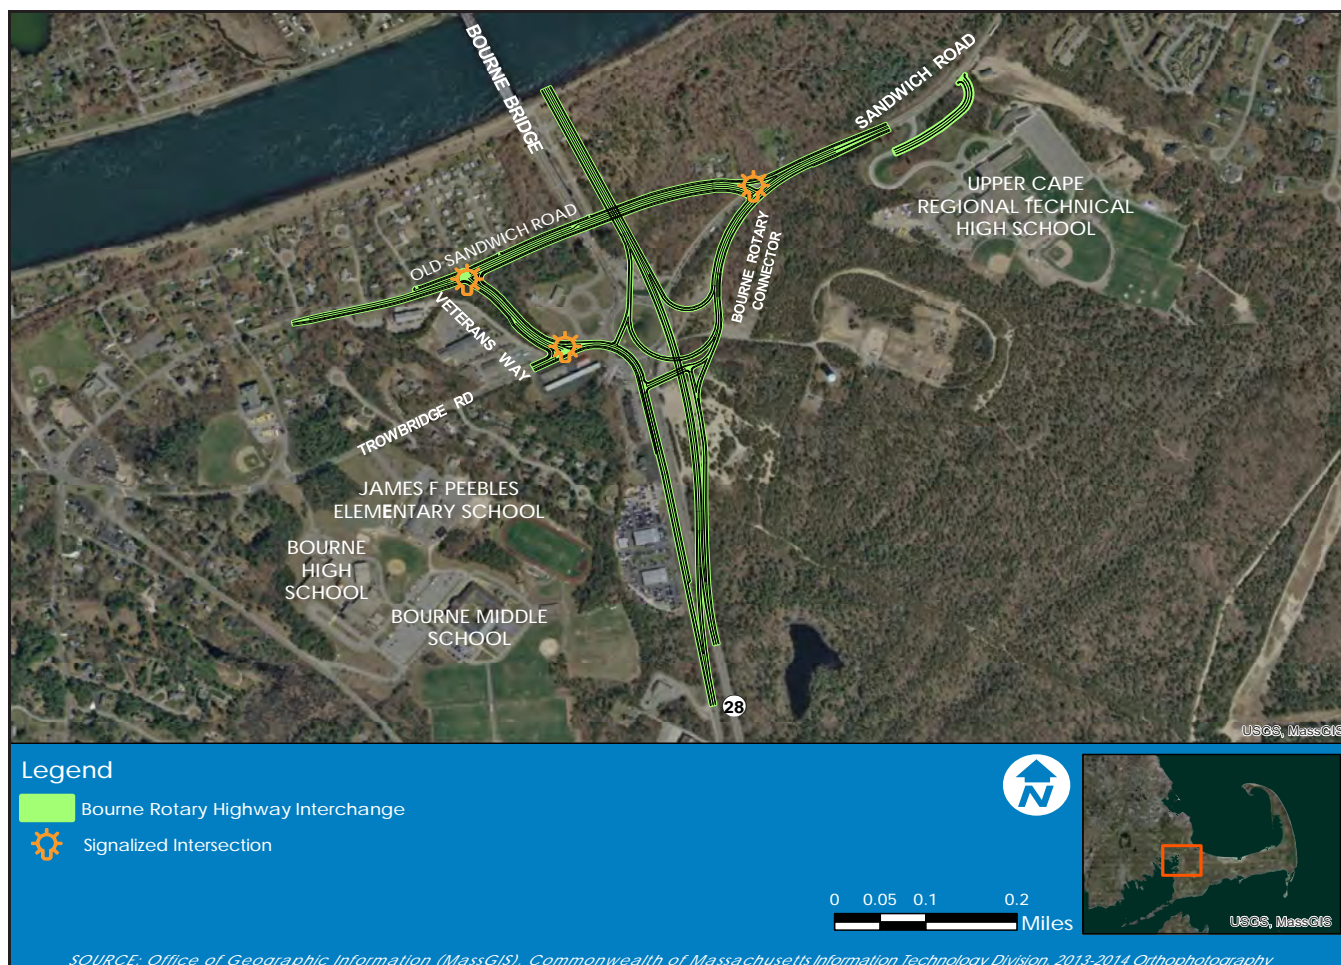 BOURNE BRIDGE
SANDWICH ROAD
UPPER CAPE
REGIONAL TECHNICAL
HIGH SCHOOL
OLD SANDWICH ROAD
BOURNE ROTARY
CONNECTOR
VETERANS WAY
TROWBRIDGE RD
JAMES F PEEBLES
ELEMENTARY SCHOOL
BOURNE
HIGH
SCHOOL
BOURNE MIDDLE
SCHOOL
28
USGS, MassGIS
Legend
Bourne Rotary Highway Interchange
Signalized Intersection
N
0 0.05 0.1 0.2
Miles
USGS, MassGIS
SOURCE: Office of Geographic Information (MassGIS), Commonwealth of Massachusetts Information Technology Division, 2013-2014 Orthophotography